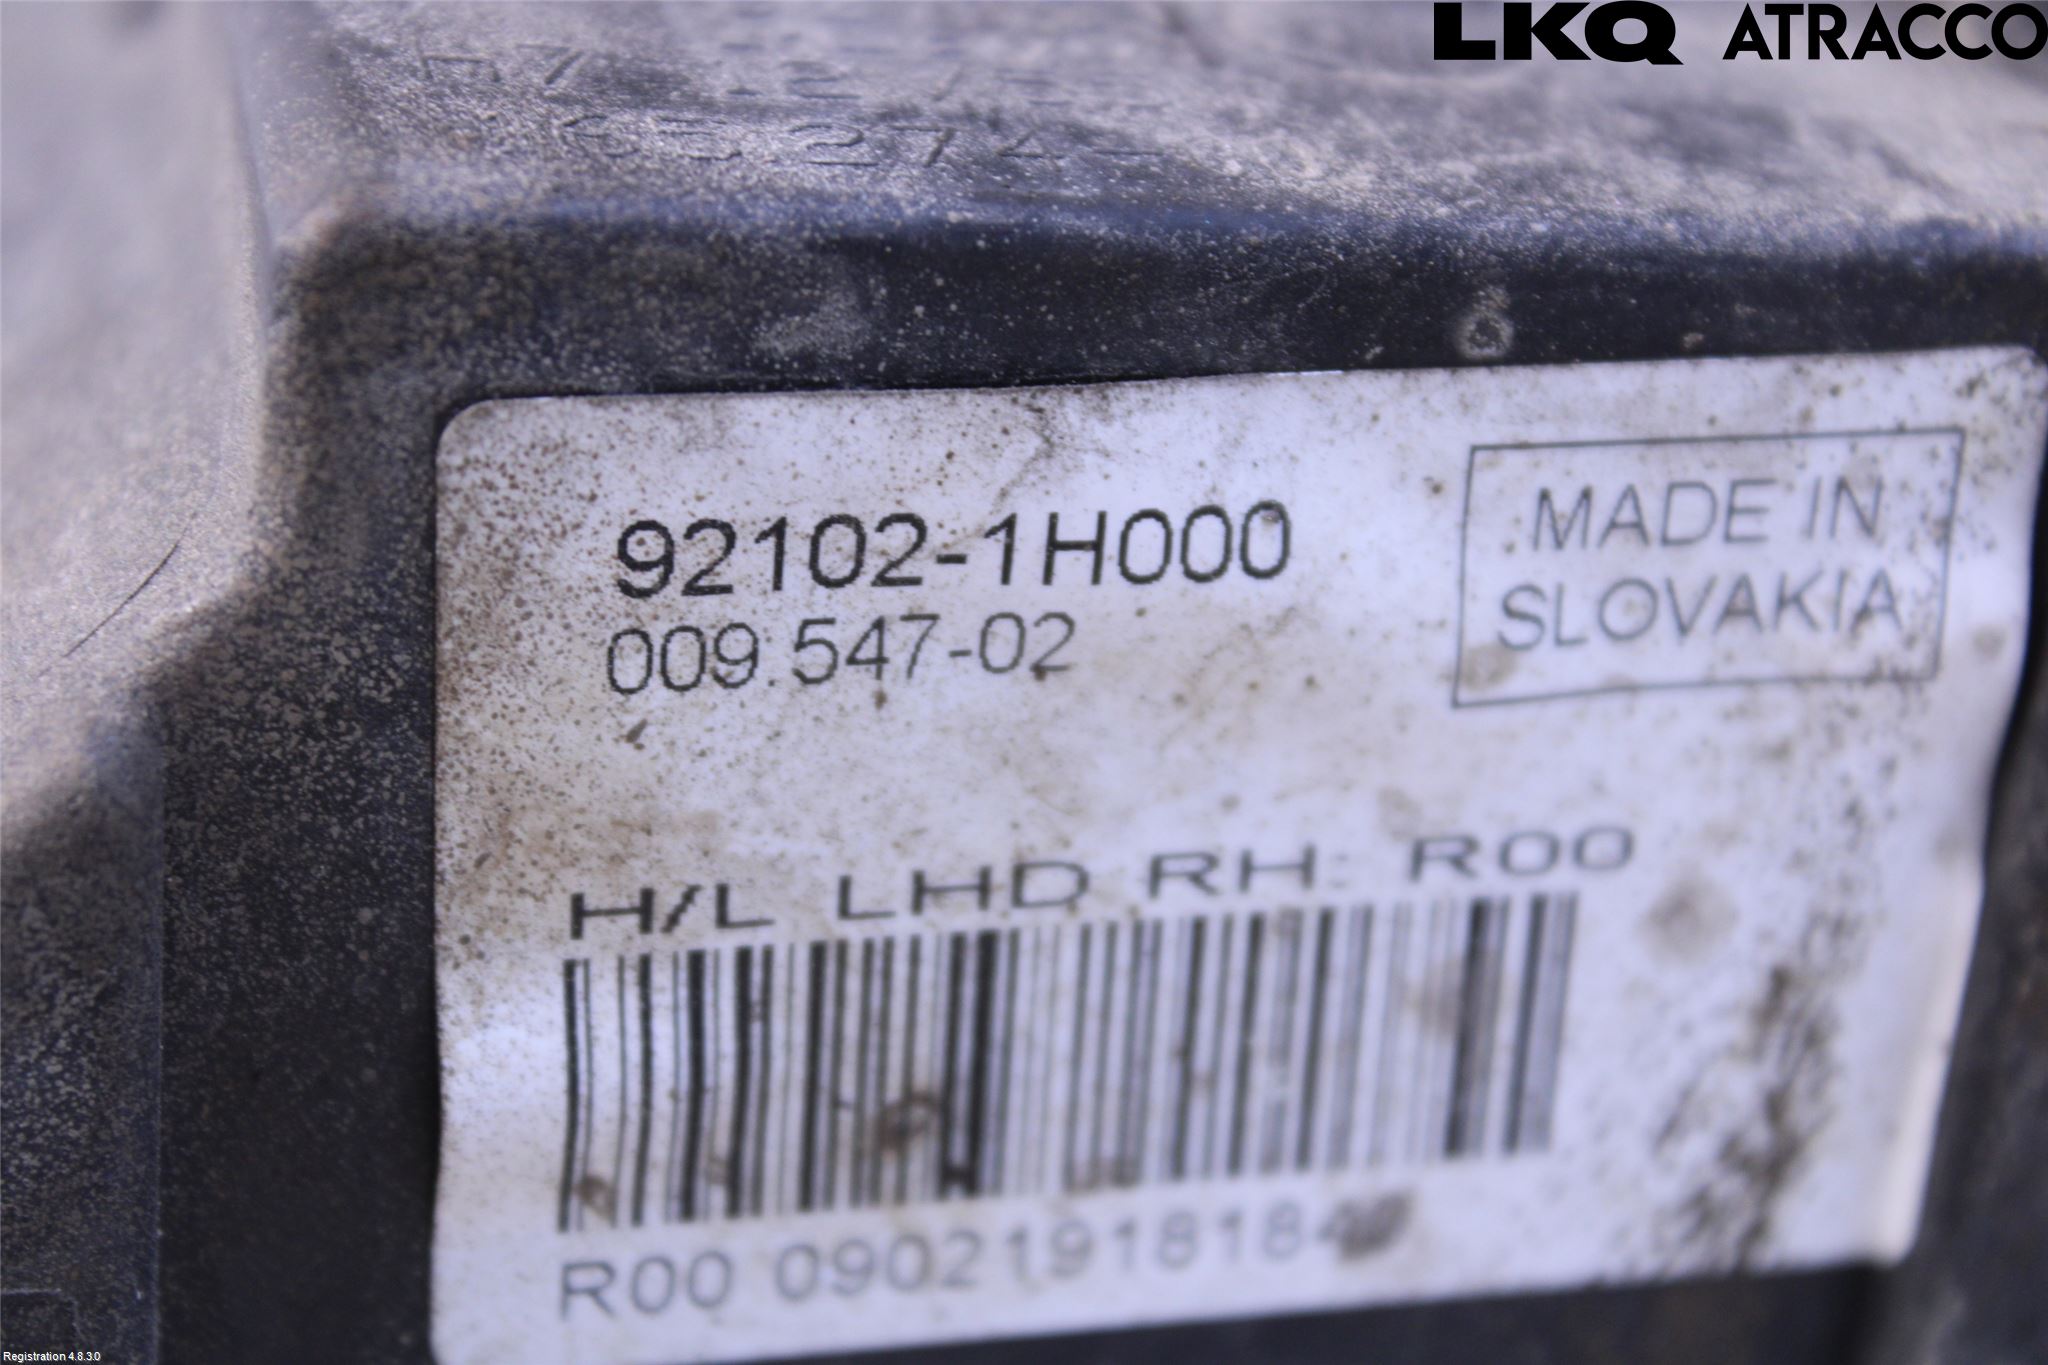 LKQ ATRACCO
92102-1H000
009.547-02
MADE IN
SLOVAKIA
H/L LHD RH: R00
R00 0902191818
Registration 4.8.3.0